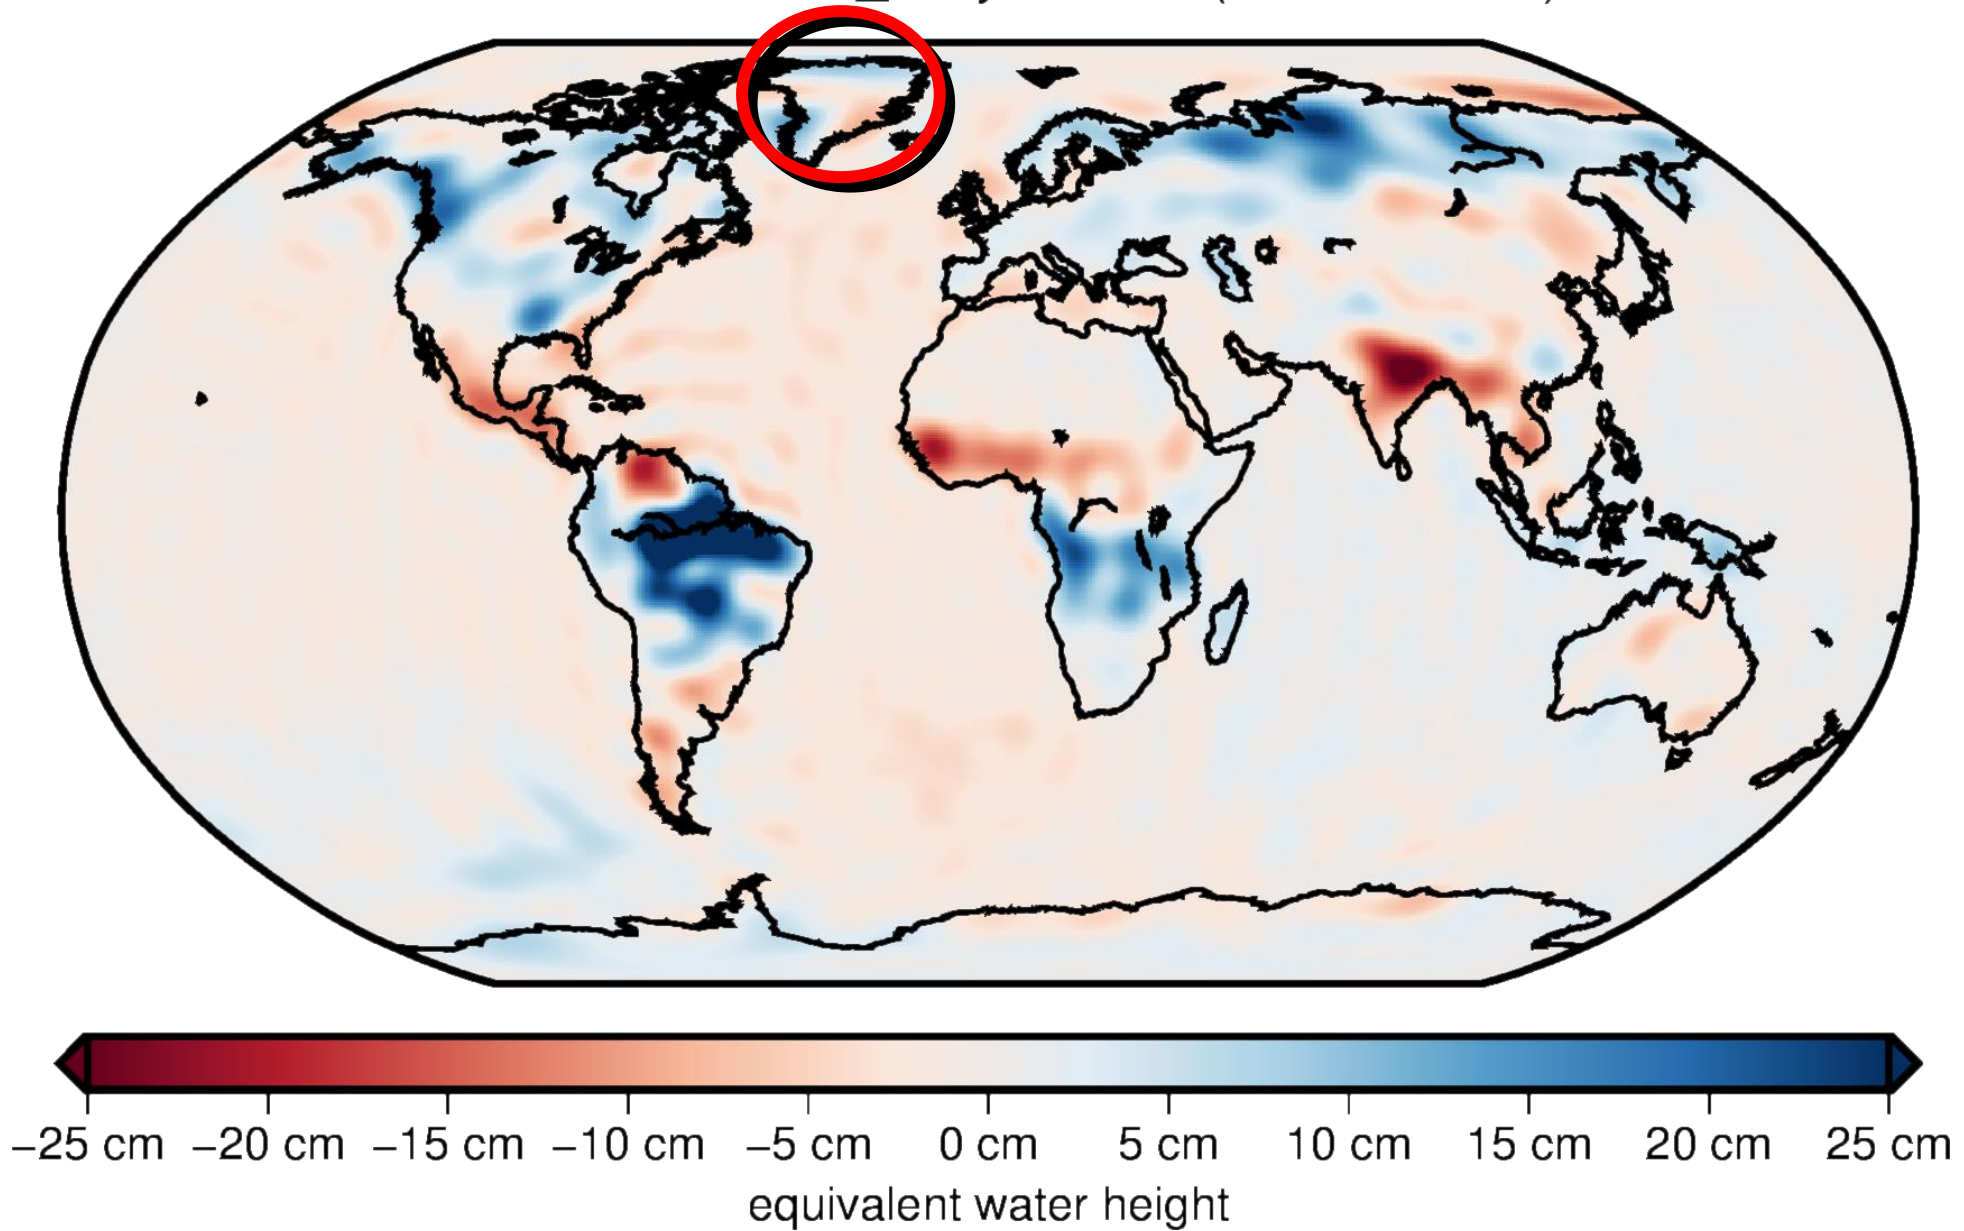 −25 cm −20 cm −15 cm −10 cm −5 cm 0 cm 5 cm 10 cm 15 cm 20 cm 25 cm
equivalent water height